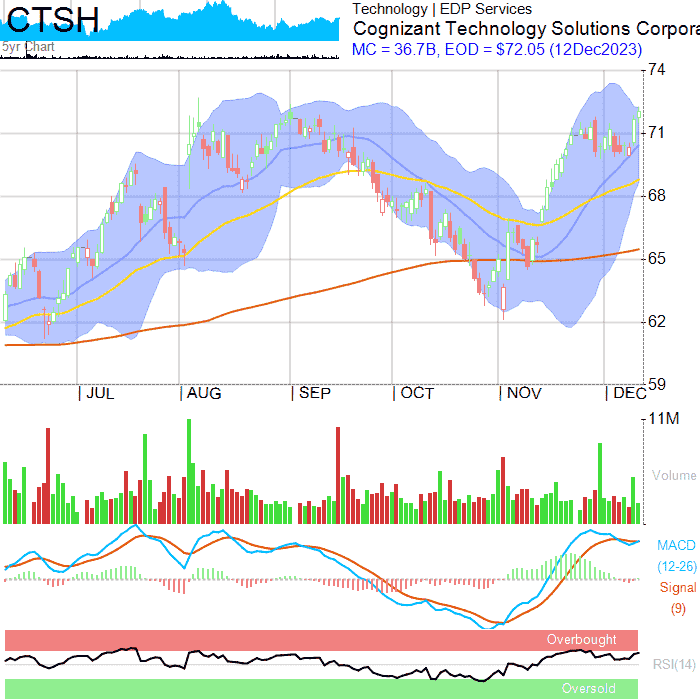 CTSH
5yr Chart
Technology | EDP Services
Cognizant Technology Solutions Corpora
MC = 36.7B, EOD = $72.05 (12Dec2023)
74
71
68
65
62
59
| JUL | AUG | SEP | OCT | NOV | DEC
11M
Volume
MACD
(12-26)
Signal
(9)
Overbought
RSI(14)
Oversold